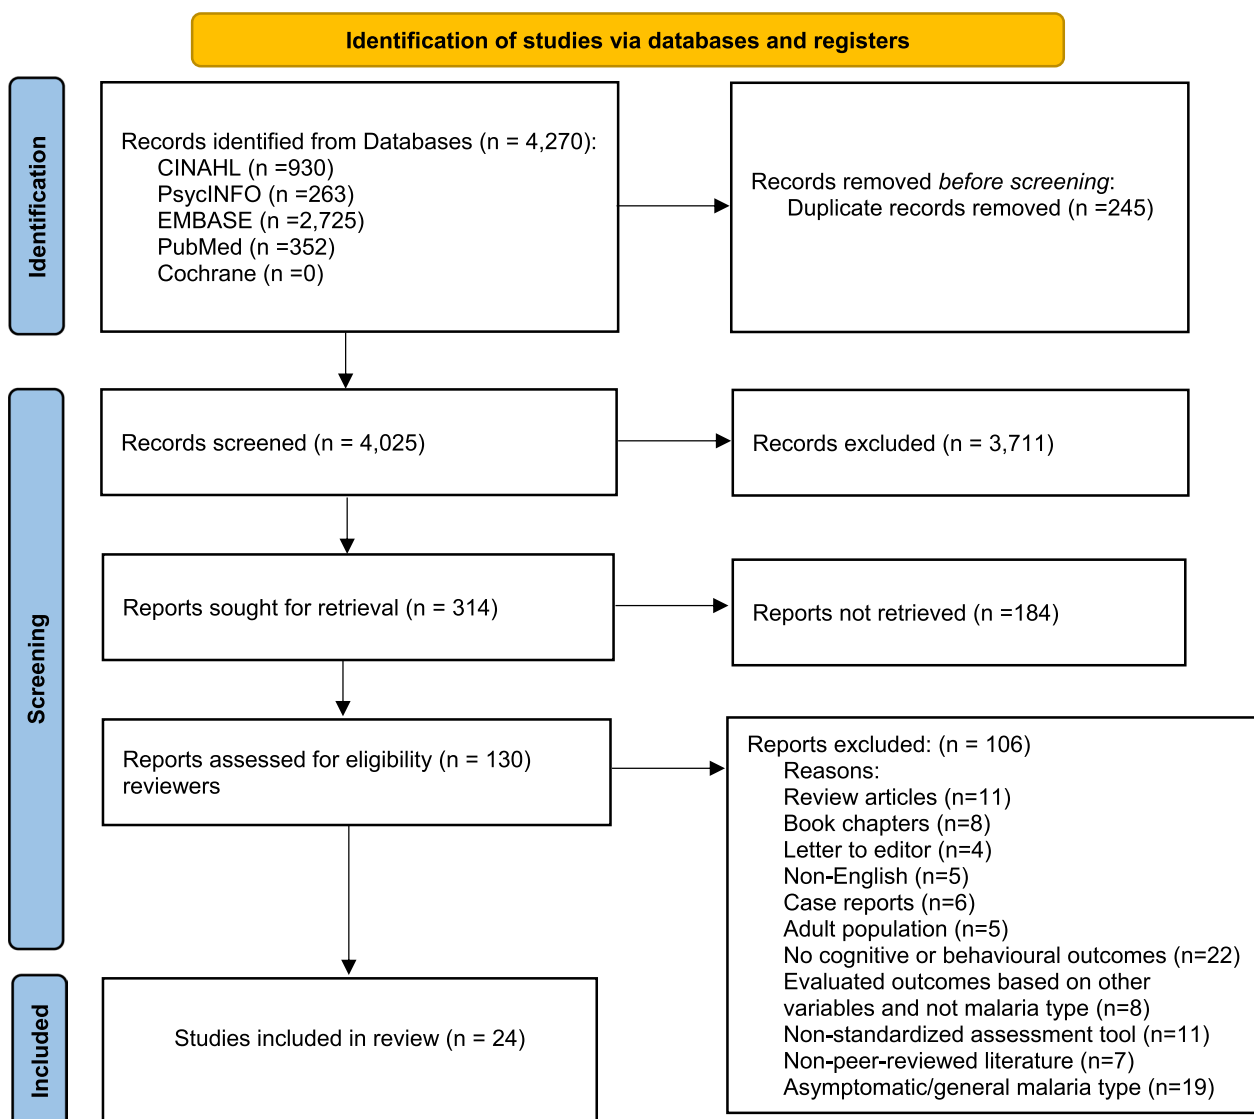 Identification of studies via databases and registers
Identification
Records identified from Databases (n = 4,270):
CINAHL (n =930)
PsycINFO (n =263)
EMBASE (n =2,725)
PubMed (n =352)
Cochrane (n =0)
Records removed before screening:
Duplicate records removed (n =245)
Screening
Records screened (n = 4,025)
Records excluded (n = 3,711)
Reports sought for retrieval (n = 314)
Reports not retrieved (n =184)
Reports assessed for eligibility (n = 130)
reviewers
Reports excluded: (n = 106)
Reasons:
Review articles (n=11)
Book chapters (n=8)
Letter to editor (n=4)
Non-English (n=5)
Case reports (n=6)
Adult population (n=5)
No cognitive or behavioural outcomes (n=22)
Evaluated outcomes based on other
variables and not malaria type (n=8)
Non-standardized assessment tool (n=11)
Non-peer-reviewed literature (n=7)
Asymptomatic/general malaria type (n=19)
Included
Studies included in review (n = 24)